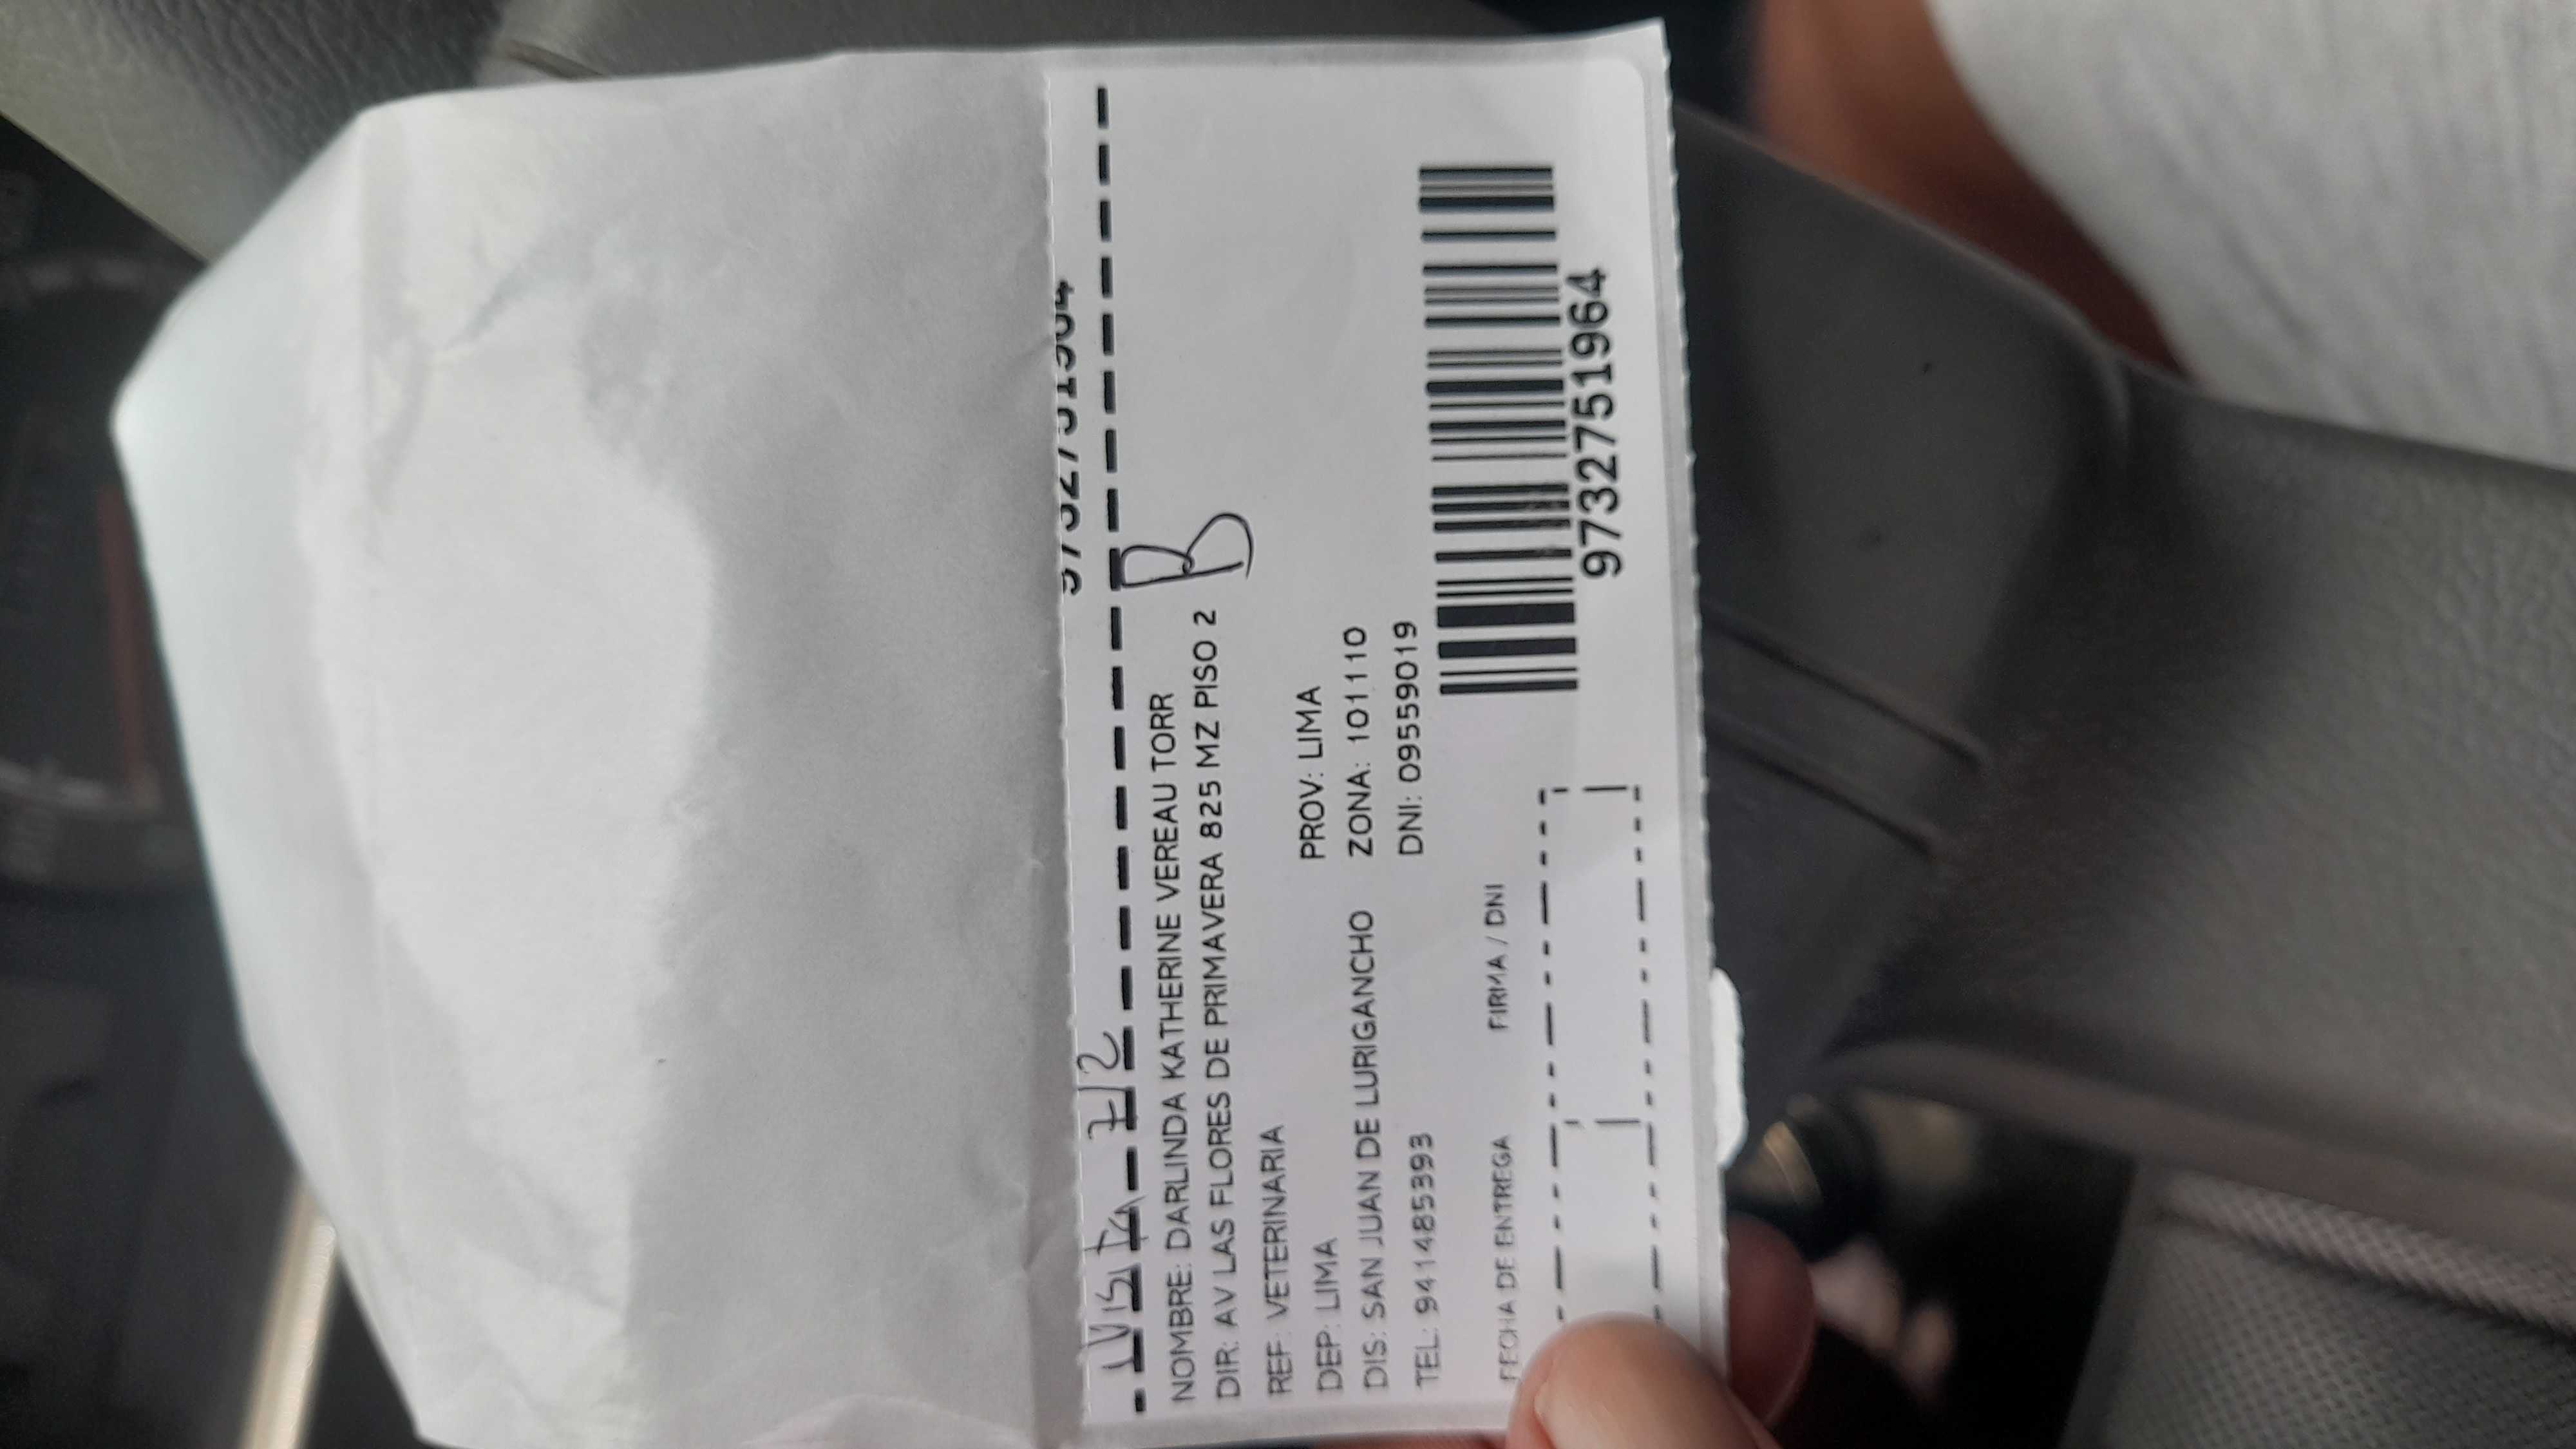 9732751964
VISITA 7/2
B
NOMBRE: DARLINDA KATHERINE VEREAU TORR
DIR: AV LAS FLORES DE PRIMAVERA 825 MZ PISO 2
REF: VETERINARIA
DEP: LIMA PROV: LIMA
DIS: SAN JUAN DE LURIGANCHO ZONA: 101110
TEL: 941485393 DNI: 09559019
FECHA DE ENTREGA FIRMA / DNI
9732751964